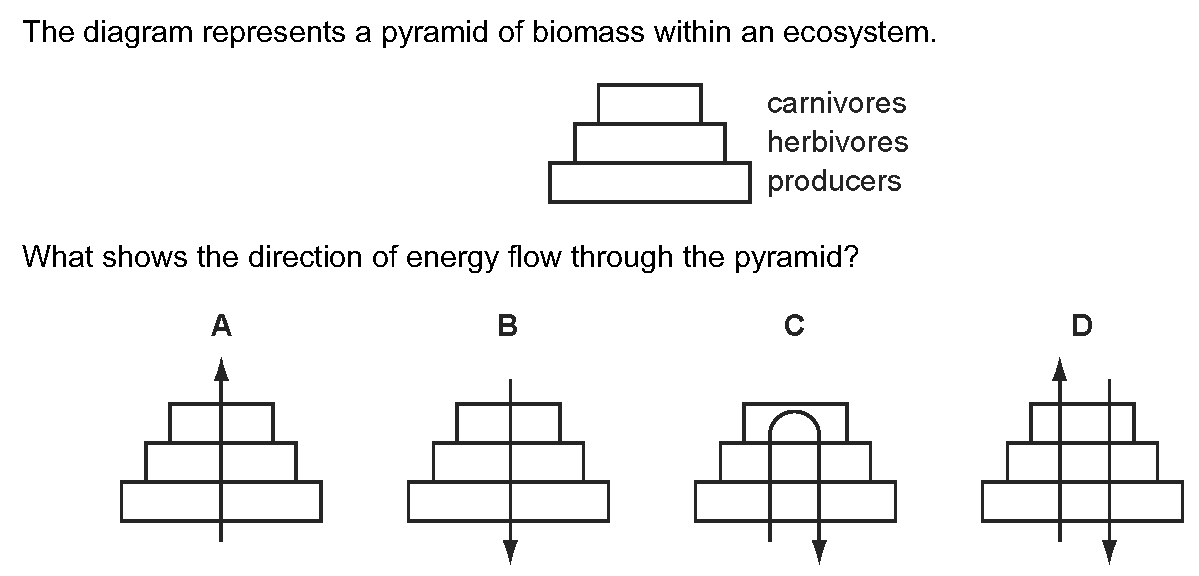 The diagram represents a pyramid of biomass within an ecosystem.
carnivores
herbivores
producers
What shows the direction of energy flow through the pyramid?
A B C D